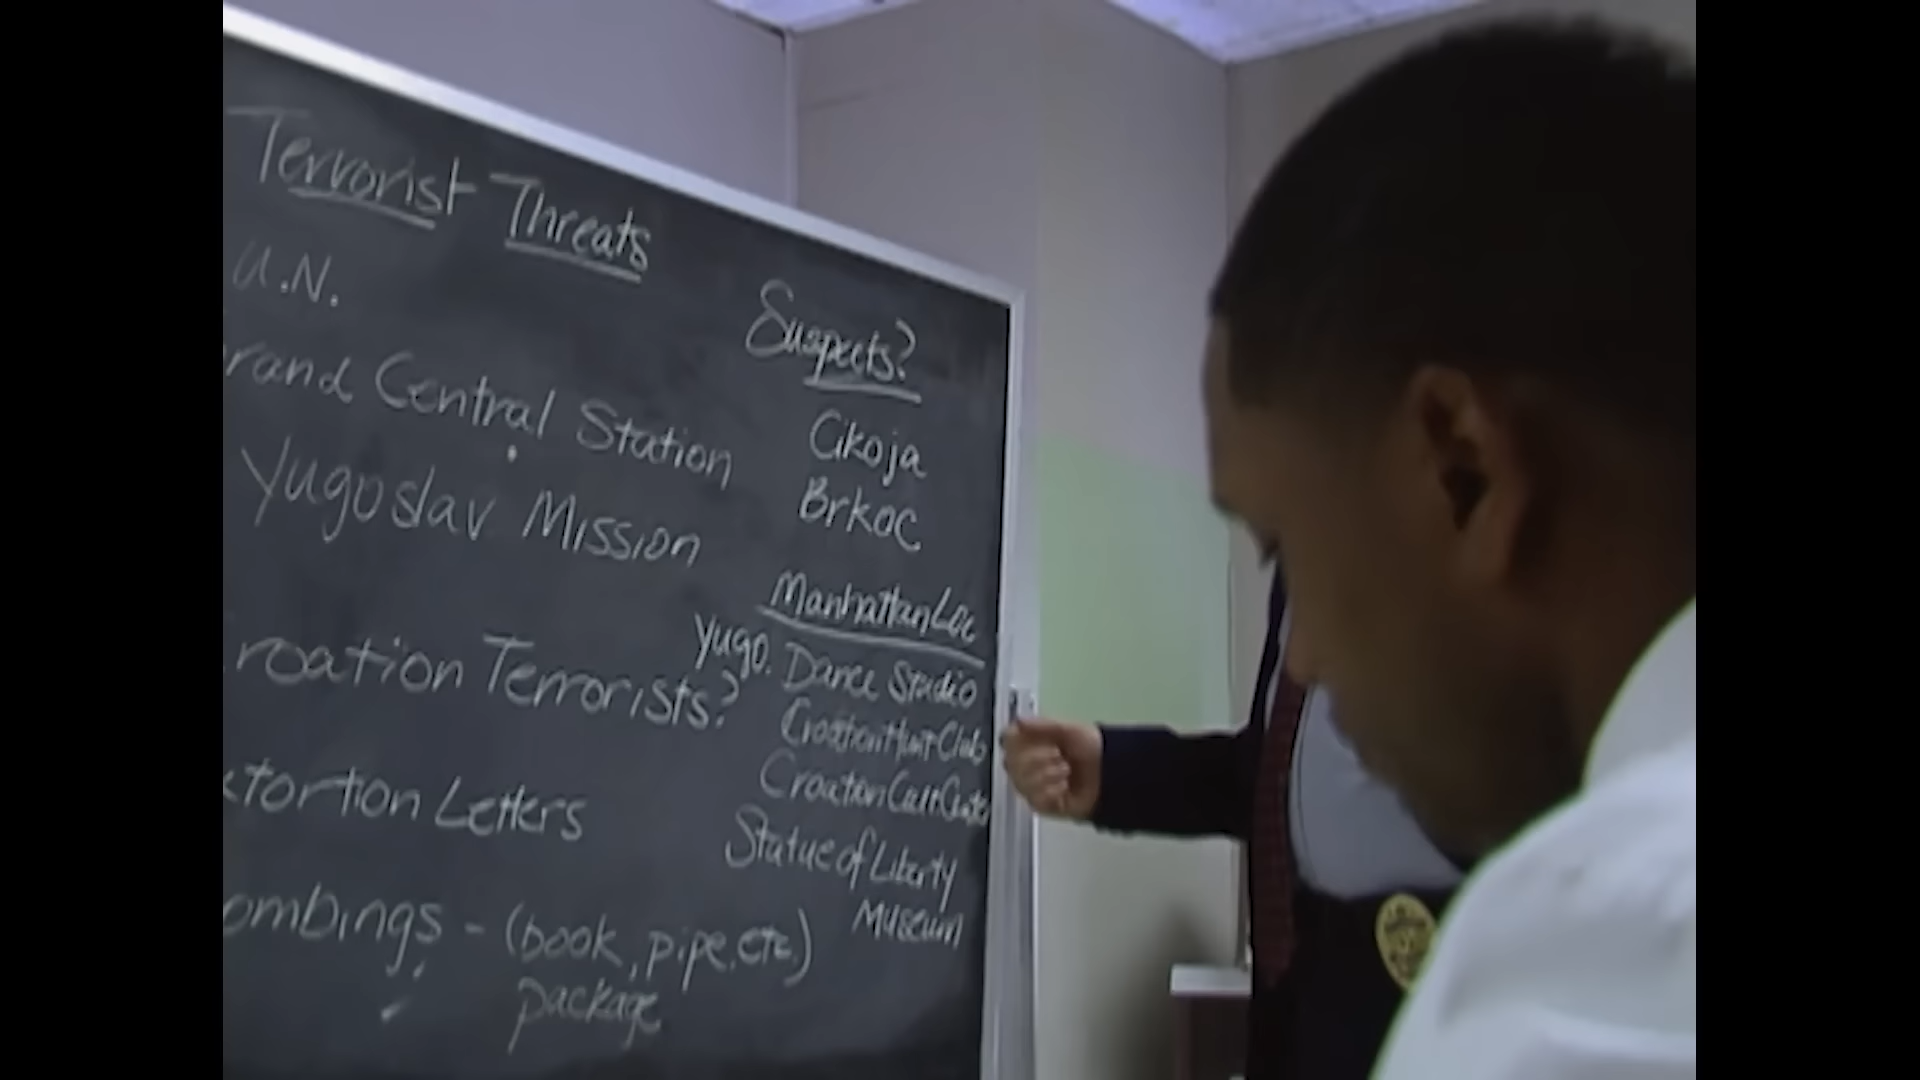 Terrorist Threats
U.N.
rand Central Station
Yugoslav Mission
roation Terrorists?
xtortion Letters
ombings - (book, pipe, etc.)
package
Suspects?
Cikoja
Brkoc
Manhattan Loc
Yugo. Dance Studio
Croation Hunt Club
Croation Cult Cente
Statue of Liberty
Museum